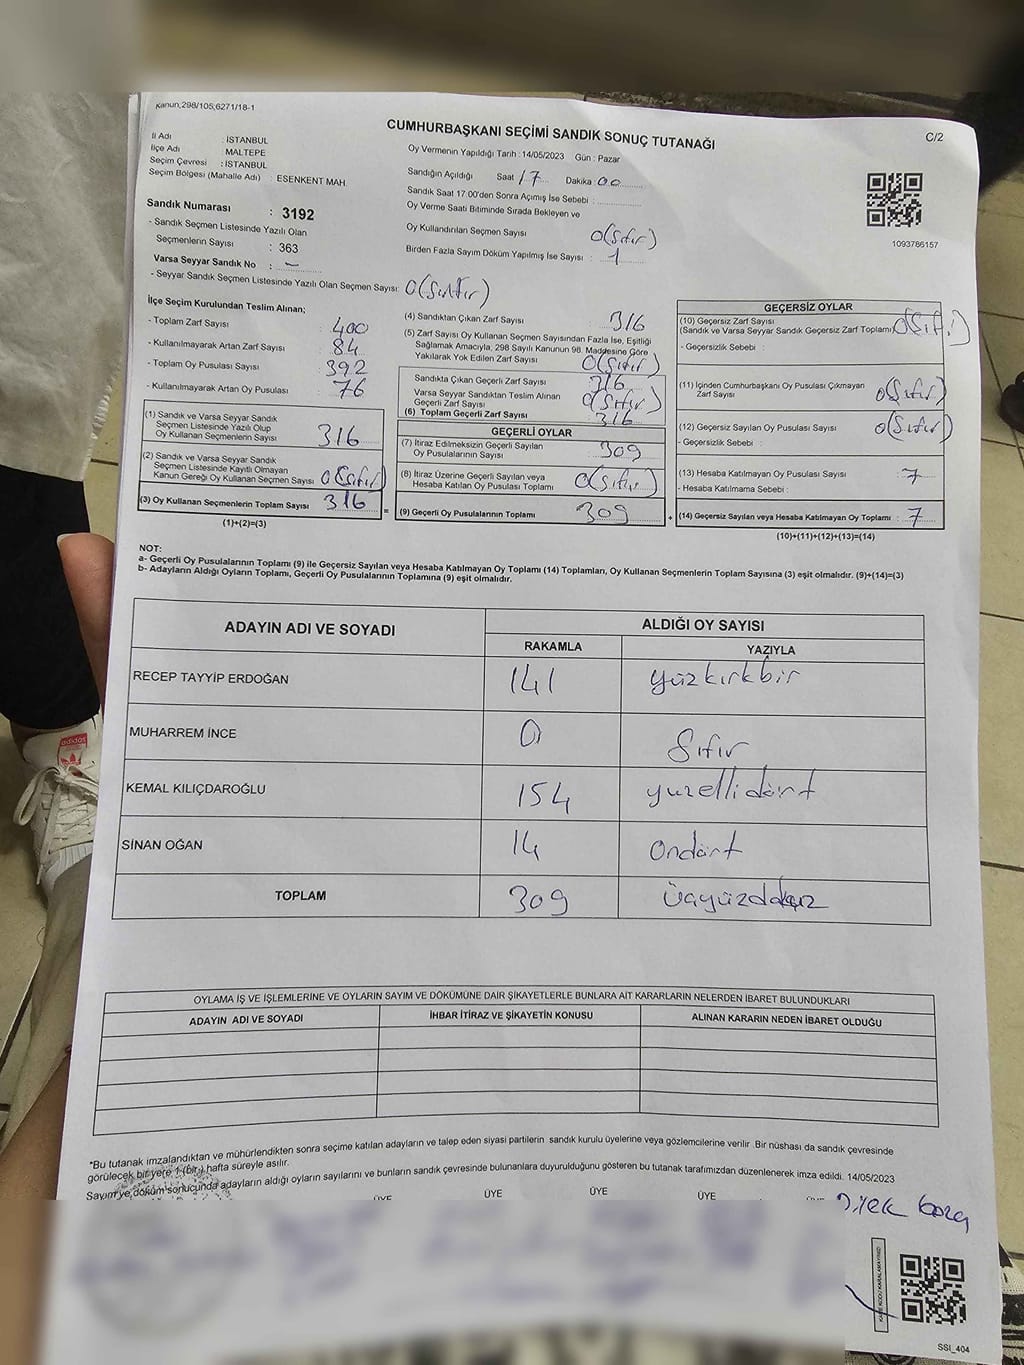 Kanun;298/105;6271/18-1
CUMHURBAŞKANI SEÇİMİ SANDIK SONUÇ TUTANAĞI
C/2
İl Adı : İSTANBUL
İlçe Adı : MALTEPE
Seçim Çevresi : İSTANBUL
Seçim Bölgesi (Mahalle Adı) : ESENKENT MAH.
Oy Vermenin Yapıldığı Tarih : 14/05/2023 Gün : Pazar
Sandığın Açıldığı Saat 17 Dakika 00
Sandık Saat 17:00'den Sonra Açımış İse Sebebi :
Oy Verme Saati Bitiminde Sırada Bekleyen ve
Oy Kullandırılan Seçmen Sayısı 0(Sıfır)
Birden Fazla Sayım Döküm Yapılmış İse Sayısı : 1
1093786157
Sandık Numarası : 3192
- Sandık Seçmen Listesinde Yazılı Olan
Seçmenlerin Sayısı : 363
Varsa Seyyar Sandık No : -
- Seyyar Sandık Seçmen Listesinde Yazılı Olan Seçmen Sayısı: 0(Sıfır)
İlçe Seçim Kurulundan Teslim Alınan;
- Toplam Zarf Sayısı : 400
- Kullanılmayarak Artan Zarf Sayısı : 84
- Toplam Oy Pusulası Sayısı : 392
- Kullanılmayarak Artan Oy Pusulası : 76
(1) Sandık ve Varsa Seyyar Sandık
Seçmen Listesinde Yazılı Olup
Oy Kullanan Seçmenlerin Sayısı 316
(2) Sandık ve Varsa Seyyar Sandık
Seçmen Listesinde Kayıtlı Olmayan
Kanun Gereği Oy Kullanan Seçmen Sayısı 0(Sıfır)
(3) Oy Kullanan Seçmenlerin Toplam Sayısı 316
(1)+(2)=(3)
(4) Sandıktan Çıkan Zarf Sayısı 316
(5) Zarf Sayısı Oy Kullanan Seçmen Sayısından Fazla İse, Eşitliği
Sağlamak Amacıyla, 298 Sayılı Kanunun 98. Maddesine Göre
Yakılarak Yok Edilen Zarf Sayısı 0(Sıfır)
Sandıkta Çıkan Geçerli Zarf Sayısı 316
Varsa Seyyar Sandıktan Teslim Alınan
Geçerli Zarf Sayısı 0(Sıfır)
(6) Toplam Geçerli Zarf Sayısı 316
GEÇERLİ OYLAR
(7) İtiraz Edilmeksizin Geçerli Sayılan
Oy Pusulalarının Sayısı 309
(8) İtiraz Üzerine Geçerli Sayılan veya
Hesaba Katılan Oy Pusulası Toplamı 0(Sıfır)
= (9) Geçerli Oy Pusulalarının Toplamı 309
GEÇERSİZ OYLAR
(10) Geçersiz Zarf Sayısı
(Sandık ve Varsa Seyyar Sandık Geçersiz Zarf Toplamı) 0(Sıfır)
- Geçersizlik Sebebi :
(11) İçinden Cumhurbaşkanı Oy Pusulası Çıkmayan
Zarf Sayısı 0(Sıfır)
(12) Geçersiz Sayılan Oy Pusulası Sayısı 0(Sıfır)
- Geçersizlik Sebebi :
(13) Hesaba Katılmayan Oy Pusulası Sayısı 7
- Hesaba Katılmama Sebebi :
+ (14) Geçersiz Sayılan veya Hesaba Katılmayan Oy Toplamı : 7
(10)+(11)+(12)+(13)=(14)
NOT:
a- Geçerli Oy Pusulalarının Toplamı (9) ile Geçersiz Sayılan veya Hesaba Katılmayan Oy Toplamı (14) Toplamları, Oy Kullanan Seçmenlerin Toplam Sayısına (3) eşit olmalıdır. (9)+(14)=(3)
b- Adayların Aldığı Oyların Toplamı, Geçerli Oy Pusulalarının Toplamına (9) eşit olmalıdır.
ADAYIN ADI VE SOYADI ALDIĞI OY SAYISI
RAKAMLA YAZIYLA
RECEP TAYYİP ERDOĞAN 141 yüzkırkbir
MUHARREM İNCE 0 Sıfır
KEMAL KILIÇDAROĞLU 154 yüzellidört
SİNAN OĞAN 14 Ondört
TOPLAM 309
OYLAMA İŞ VE İŞLEMLERİNE VE OYLARIN SAYIM VE DÖKÜMÜNE DAİR ŞİKAYETLERLE BUNLARA AİT KARARLARIN NELERDEN İBARET BULUNDUKLARI
ADAYIN ADI VE SOYADI İHBAR İTİRAZ VE ŞİKAYETİN KONUSU ALINAN KARARIN NEDEN İBARET OLDUĞU
*Bu tutanak imzalandıktan ve mühürlendikten sonra seçime katılan adayların ve talep eden siyasi partilerin sandık kurulu üyelerine veya gözlemcilerine verilir. Bir nüshası da sandık çevresinde
görülecek bir yere 1 (bir) hafta süreyle asılır.
Sayım ve döküm sonucunda adayların aldığı oyların sayılarını ve bunların sandık çevresinde bulunanlara duyurulduğunu gösteren bu tutanak tarafımızdan düzenlenerek imza edildi. 14/05/2023
ÜYE ÜYE ÜYE ÜYE
SSI_404